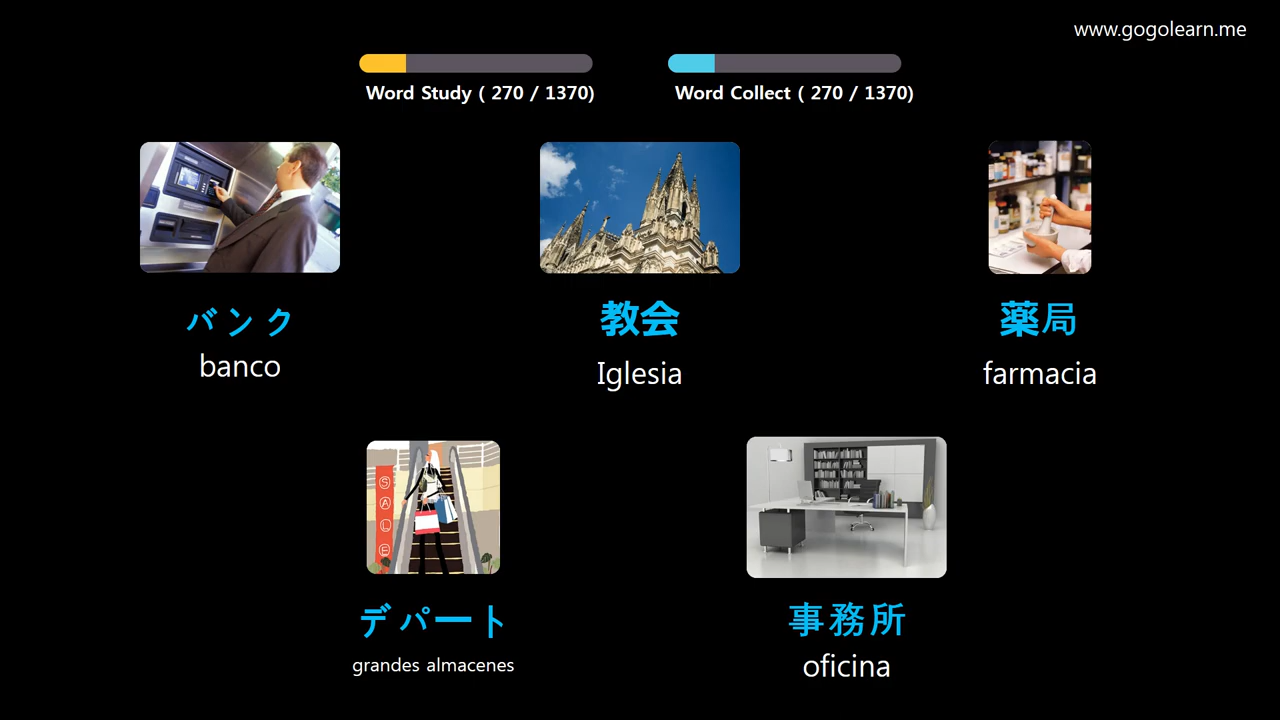 www.gogolearn.me
Word Study ( 270 / 1370)
Word Collect ( 270 / 1370)
バンク
banco
教会
Iglesia
薬局
farmacia
SALE
デパート
grandes almacenes
事務所
oficina